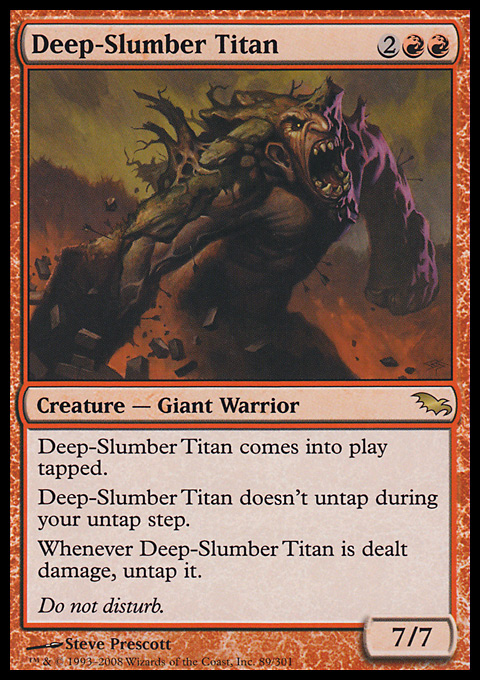 Deep-Slumber Titan 2
Creature — Giant Warrior
Deep-Slumber Titan comes into play
tapped.
Deep-Slumber Titan doesn't untap during
your untap step.
Whenever Deep-Slumber Titan is dealt
damage, untap it.
Do not disturb.
Steve Prescott
7/7
™ & © 1993–2008 Wizards of the Coast, Inc. 89/301